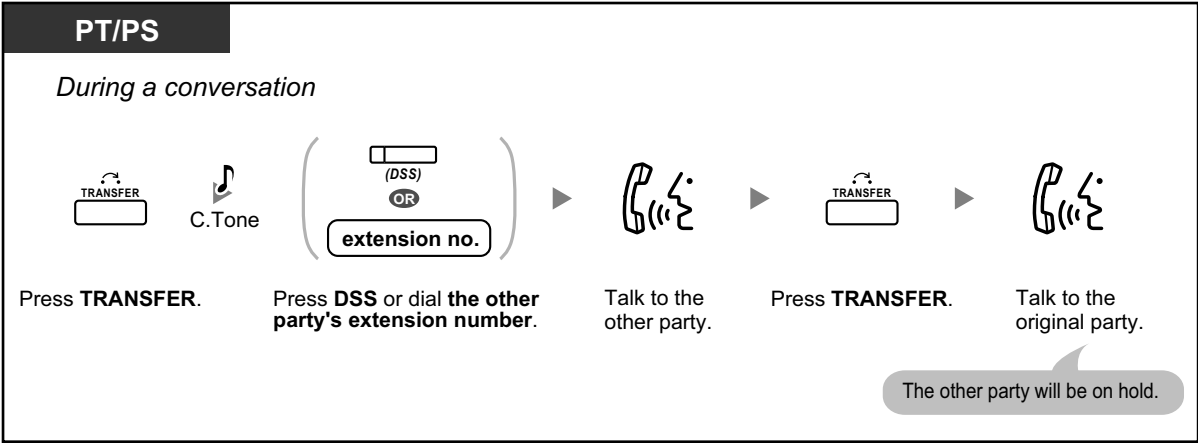 PT/PS
During a conversation
TRANSFER
C.Tone
(DSS)
OR
extension no.
TRANSFER
Press TRANSFER.
Press DSS or dial the other
party's extension number.
Talk to the
other party.
Press TRANSFER.
Talk to the
original party.
The other party will be on hold.